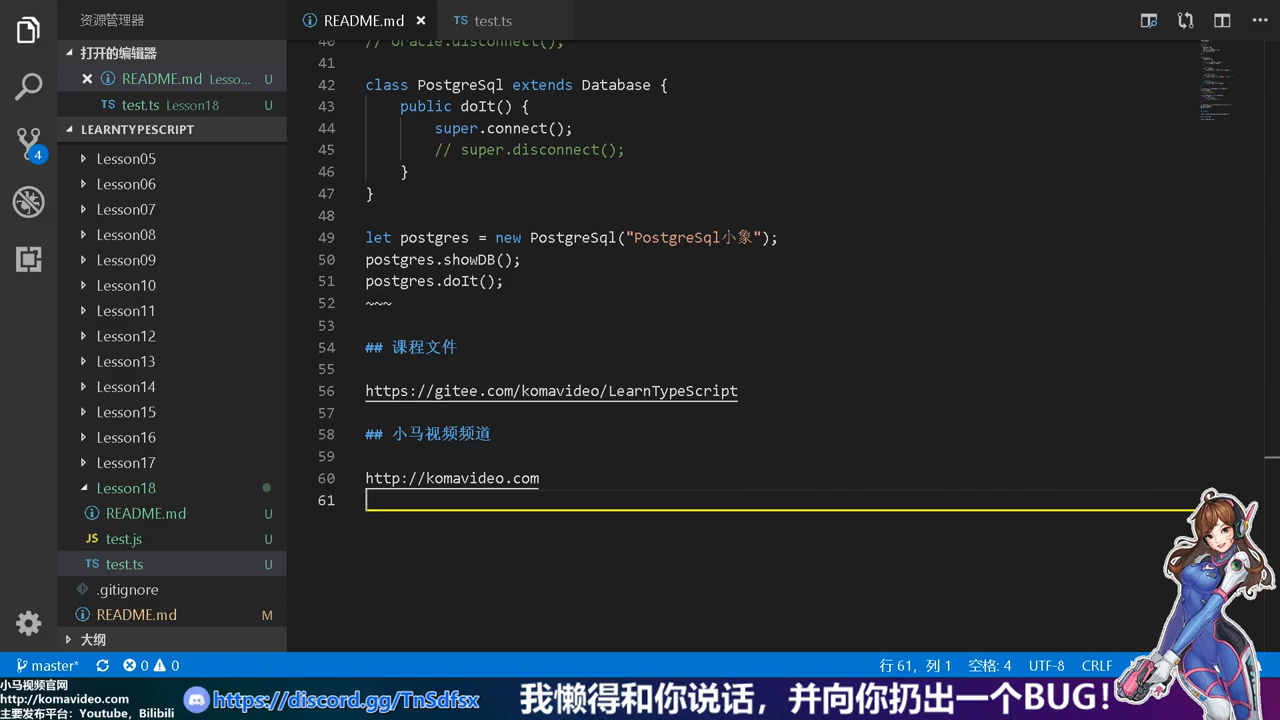 资源管理器
README.md
TS test.ts
打开的编辑器
README.md Lesso... U
TS test.ts Lesson18 U
LEARNTYPESCRIPT
Lesson05
Lesson06
Lesson07
Lesson08
Lesson09
Lesson10
Lesson11
Lesson12
Lesson13
Lesson14
Lesson15
Lesson16
Lesson17
Lesson18
README.md U
JS test.js U
TS test.ts U
.gitignore
README.md M
大纲
4
40 // oracle.disconnect();
41
42 class PostgreSql extends Database {
43 public doIt() {
44 super.connect();
45 // super.disconnect();
46 }
47 }
48
49 let postgres = new PostgreSql("PostgreSql小象");
50 postgres.showDB();
51 postgres.doIt();
52 ~~~
53
54 ## 课程文件
55
56 https://gitee.com/komavideo/LearnTypeScript
57
58 ## 小马视频频道
59
60 http://komavideo.com
61
master* 0 0
行 61，列 1 空格: 4 UTF-8 CRLF
小马视频官网
http://komavideo.com
主要发布平台: Youtube, Bilibili
https://discord.gg/TnSdfsx
我懒得和你说话，并向你扔出一个BUG!